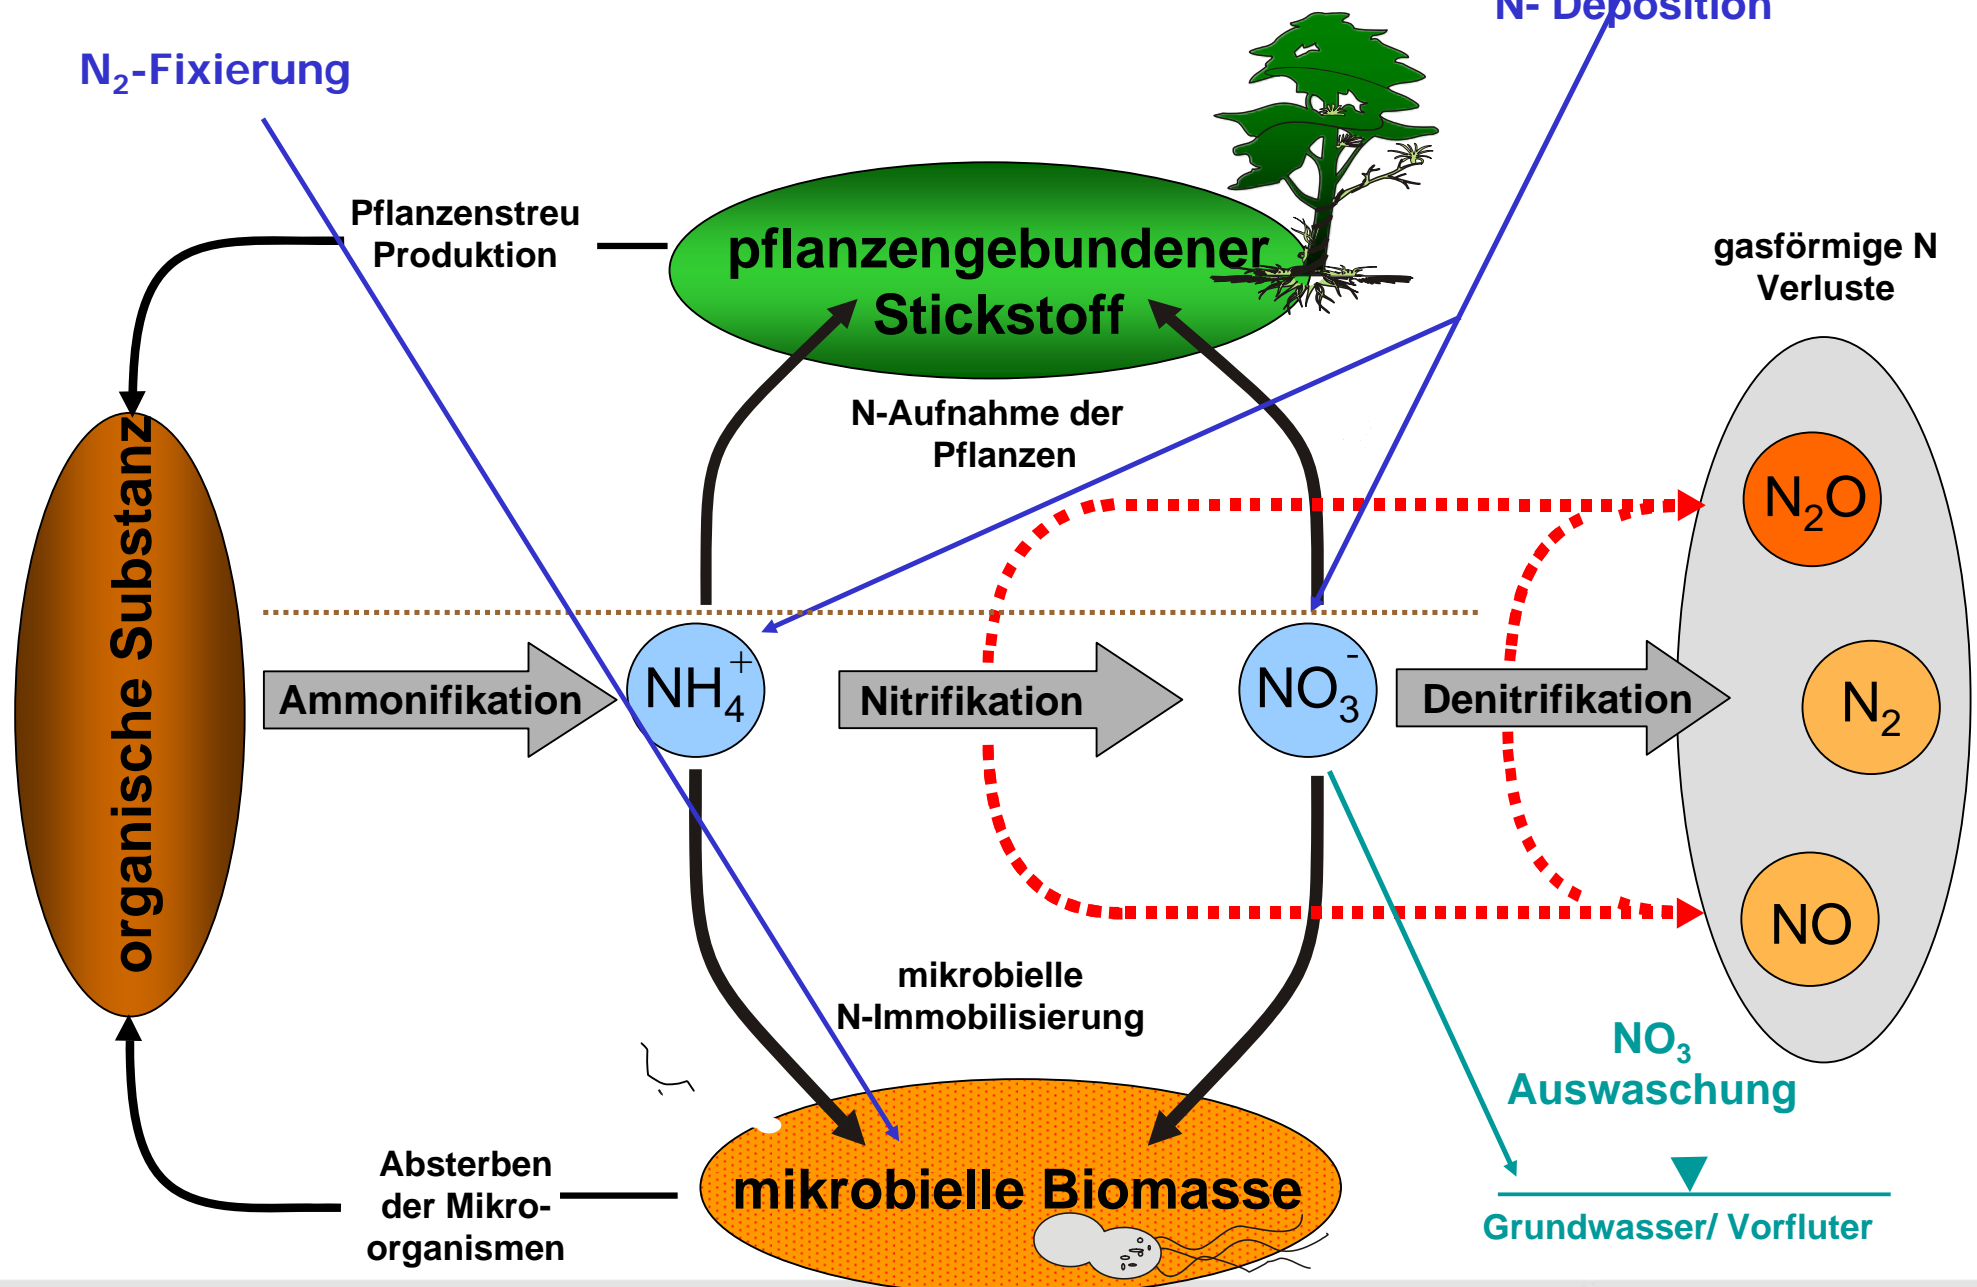 N- Deposition
N₂-Fixierung
Pflanzenstreu
Produktion
pflanzengebundener
Stickstoff
gasförmige N
Verluste
N-Aufnahme der
Pflanzen
organische Substanz
N₂O
Ammonifikation
NH₄⁺
Nitrifikation
NO₃⁻
Denitrifikation
N₂
NO
mikrobielle
N-Immobilisierung
NO₃
Auswaschung
Absterben
der Mikro-
organismen
mikrobielle Biomasse
Grundwasser/ Vorfluter